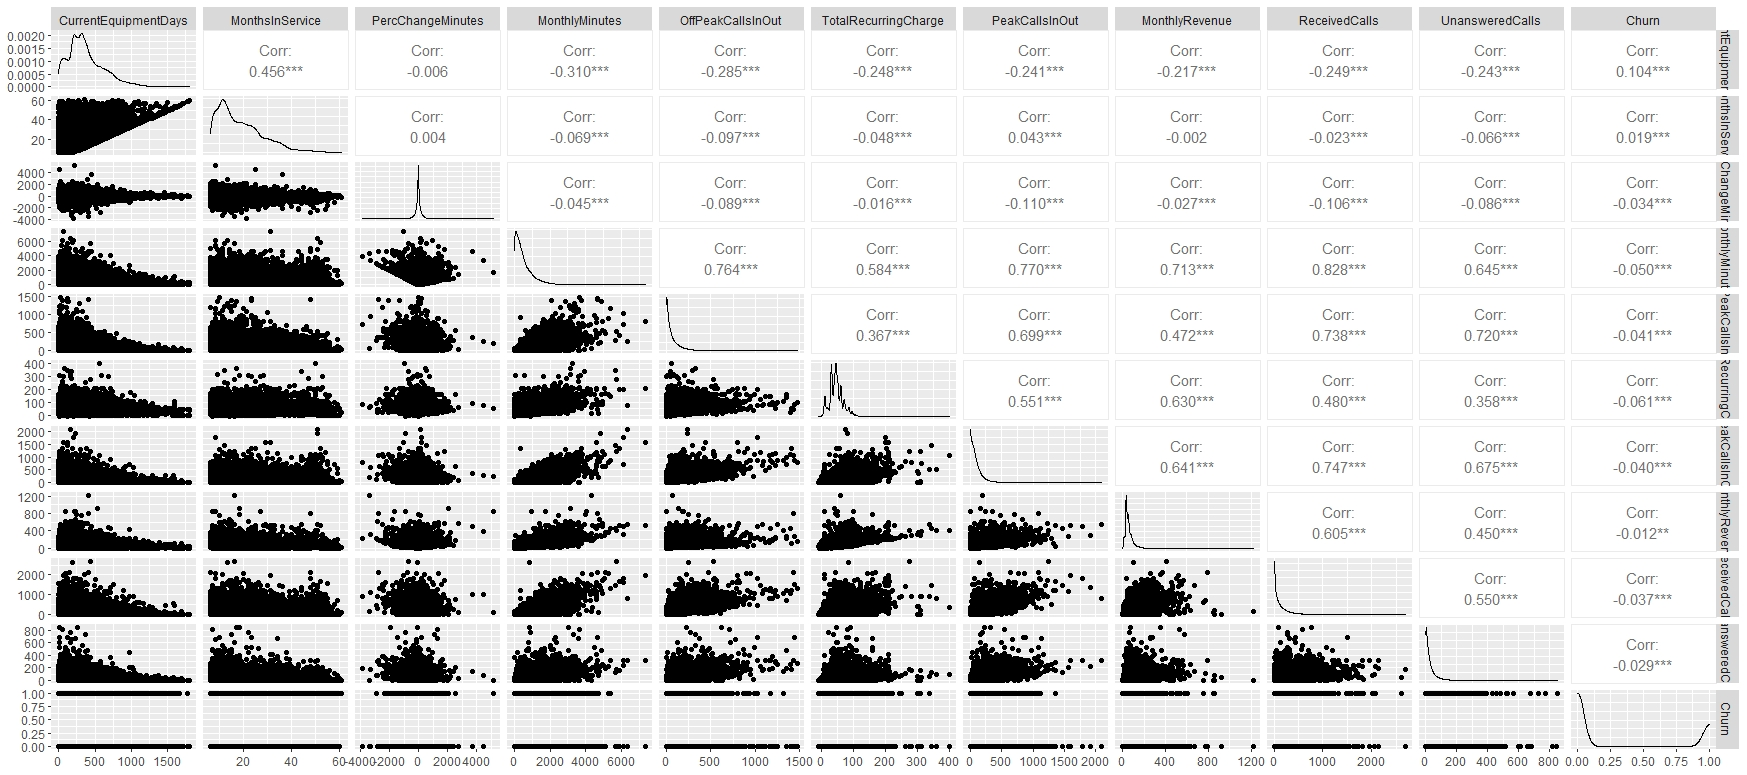 CurrentEquipmentDays MonthsInService PercChangeMinutes MonthlyMinutes OffPeakCallsInOut TotalRecurringCharge PeakCallsInOut MonthlyRevenue ReceivedCalls UnansweredCalls Churn
0.0020
0.0015
0.0010
0.0005
0.0000
Corr: Corr: Corr: Corr: Corr: Corr: Corr: Corr: Corr: Corr:
0.456*** -0.006 -0.310*** -0.285*** -0.248*** -0.241*** -0.217*** -0.249*** -0.243*** 0.104***
ntEquipmer
60
40
20
Corr: Corr: Corr: Corr: Corr: Corr: Corr: Corr: Corr:
0.004 -0.069*** -0.097*** -0.048*** 0.043*** -0.002 -0.023*** -0.066*** 0.019***
nthsInServ
4000
2000
0
-2000
-4000
Corr: Corr: Corr: Corr: Corr: Corr: Corr: Corr:
-0.045*** -0.089*** -0.016*** -0.110*** -0.027*** -0.106*** -0.086*** -0.034***
ChangeMin
6000
4000
2000
0
Corr: Corr: Corr: Corr: Corr: Corr: Corr:
0.764*** 0.584*** 0.770*** 0.713*** 0.828*** 0.645*** -0.050***
onthlyMinut
1500
1000
500
0
Corr: Corr: Corr: Corr: Corr: Corr:
0.367*** 0.699*** 0.472*** 0.738*** 0.720*** -0.041***
PeakCallsIn
400
300
200
100
0
Corr: Corr: Corr: Corr: Corr:
0.551*** 0.630*** 0.480*** 0.358*** -0.061***
RecurringC
2000
1500
1000
500
0
Corr: Corr: Corr: Corr:
0.641*** 0.747*** 0.675*** -0.040***
eakCallsInO
1200
800
400
0
Corr: Corr: Corr:
0.605*** 0.450*** -0.012**
nthlyRever
2000
1000
0
Corr: Corr:
0.550*** -0.037***
eceivedCal
800
600
400
200
0
Corr:
-0.029***
nsweredC
1.00
0.75
0.50
0.25
0.00
Churn
0 500 1000 1500 20 40 60 -4000 -2000 0 2000 4000 0 2000 4000 6000 0 500 1000 1500 0 100 200 300 400 0 500 1000 1500 2000 0 400 800 1200 0 1000 2000 0 200 400 600 800 0.00 0.25 0.50 0.75 1.00